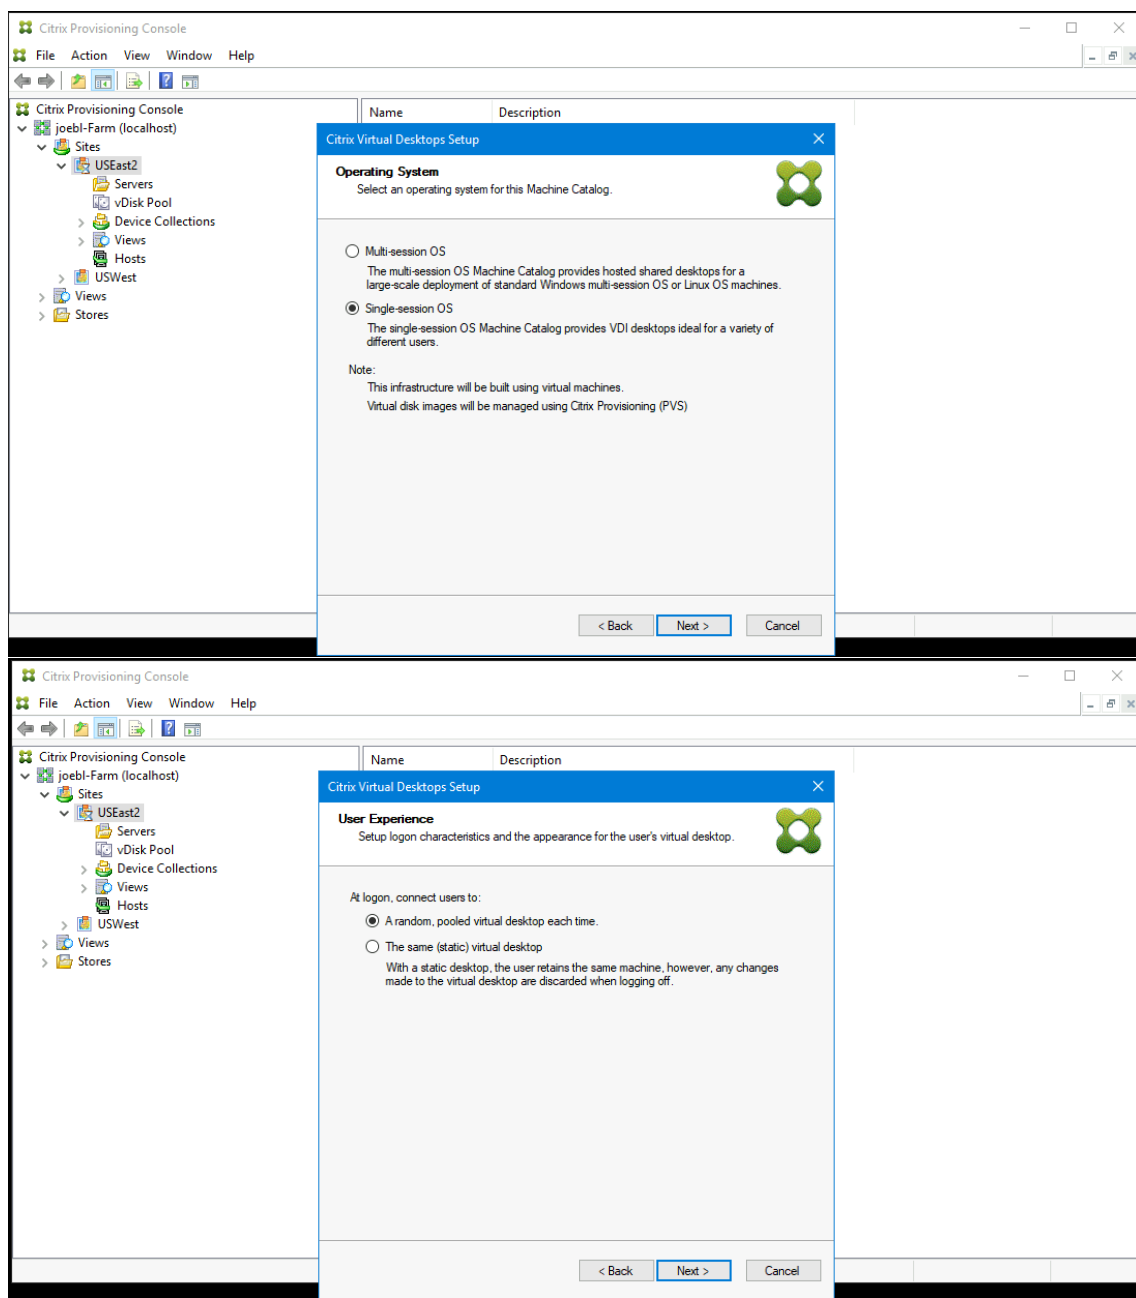 Citrix Provisioning Console
File Action View Window Help
Citrix Provisioning Console
joebl-Farm (localhost)
Sites
USEast2
Servers
vDisk Pool
Device Collections
Views
Hosts
USWest
Views
Stores
Name Description
Citrix Virtual Desktops Setup
Operating System
Select an operating system for this Machine Catalog.
Multi-session OS
The multi-session OS Machine Catalog provides hosted shared desktops for a
large-scale deployment of standard Windows multi-session OS or Linux OS machines.
Single-session OS
The single-session OS Machine Catalog provides VDI desktops ideal for a variety of
different users.
Note:
This infrastructure will be built using virtual machines.
Virtual disk images will be managed using Citrix Provisioning (PVS)
< Back Next > Cancel
Citrix Provisioning Console
File Action View Window Help
Citrix Provisioning Console
joebl-Farm (localhost)
Sites
USEast2
Servers
vDisk Pool
Device Collections
Views
Hosts
USWest
Views
Stores
Name Description
Citrix Virtual Desktops Setup
User Experience
Setup logon characteristics and the appearance for the user's virtual desktop.
At logon, connect users to:
A random, pooled virtual desktop each time.
The same (static) virtual desktop
With a static desktop, the user retains the same machine, however, any changes
made to the virtual desktop are discarded when logging off.
< Back Next > Cancel